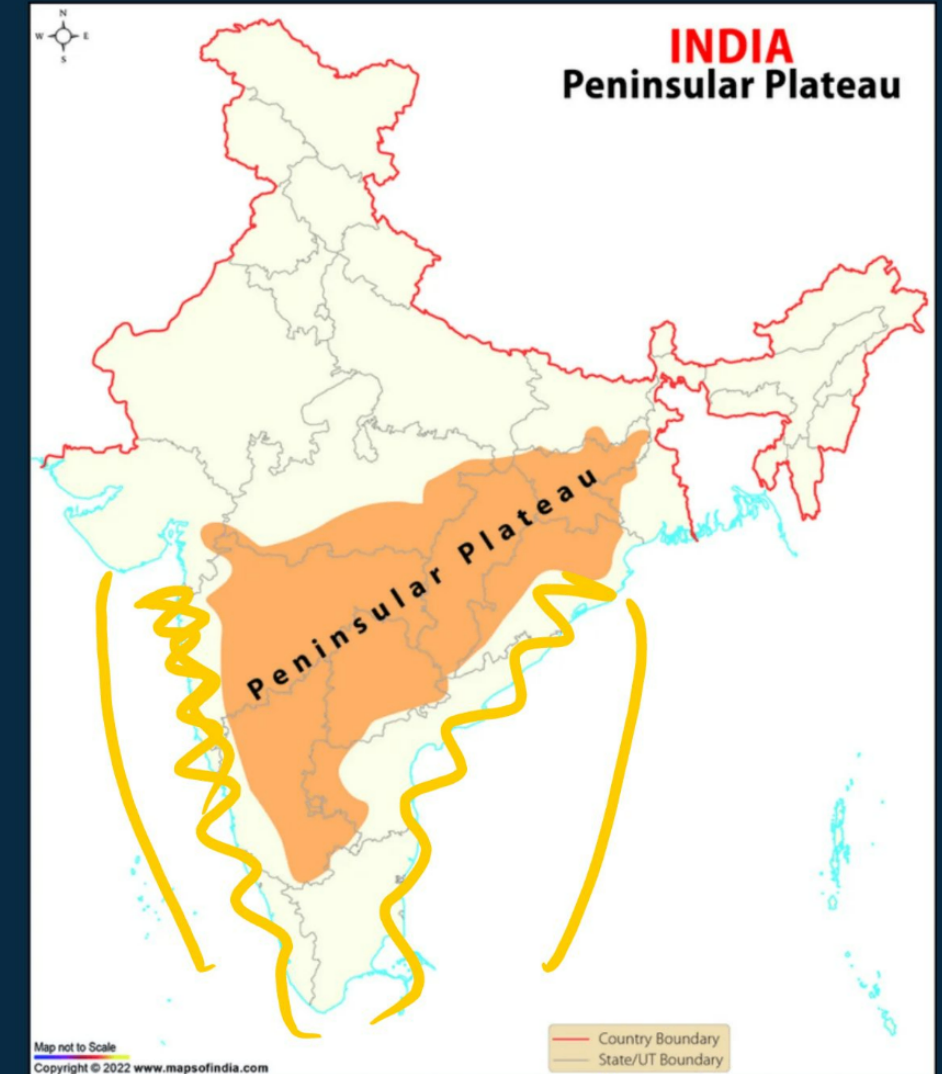 N
W E
S
INDIA
Peninsular Plateau
Peninsular Plateau
Map not to Scale
Copyright © 2022 www.mapsofindia.com
Country Boundary
State/UT Boundary